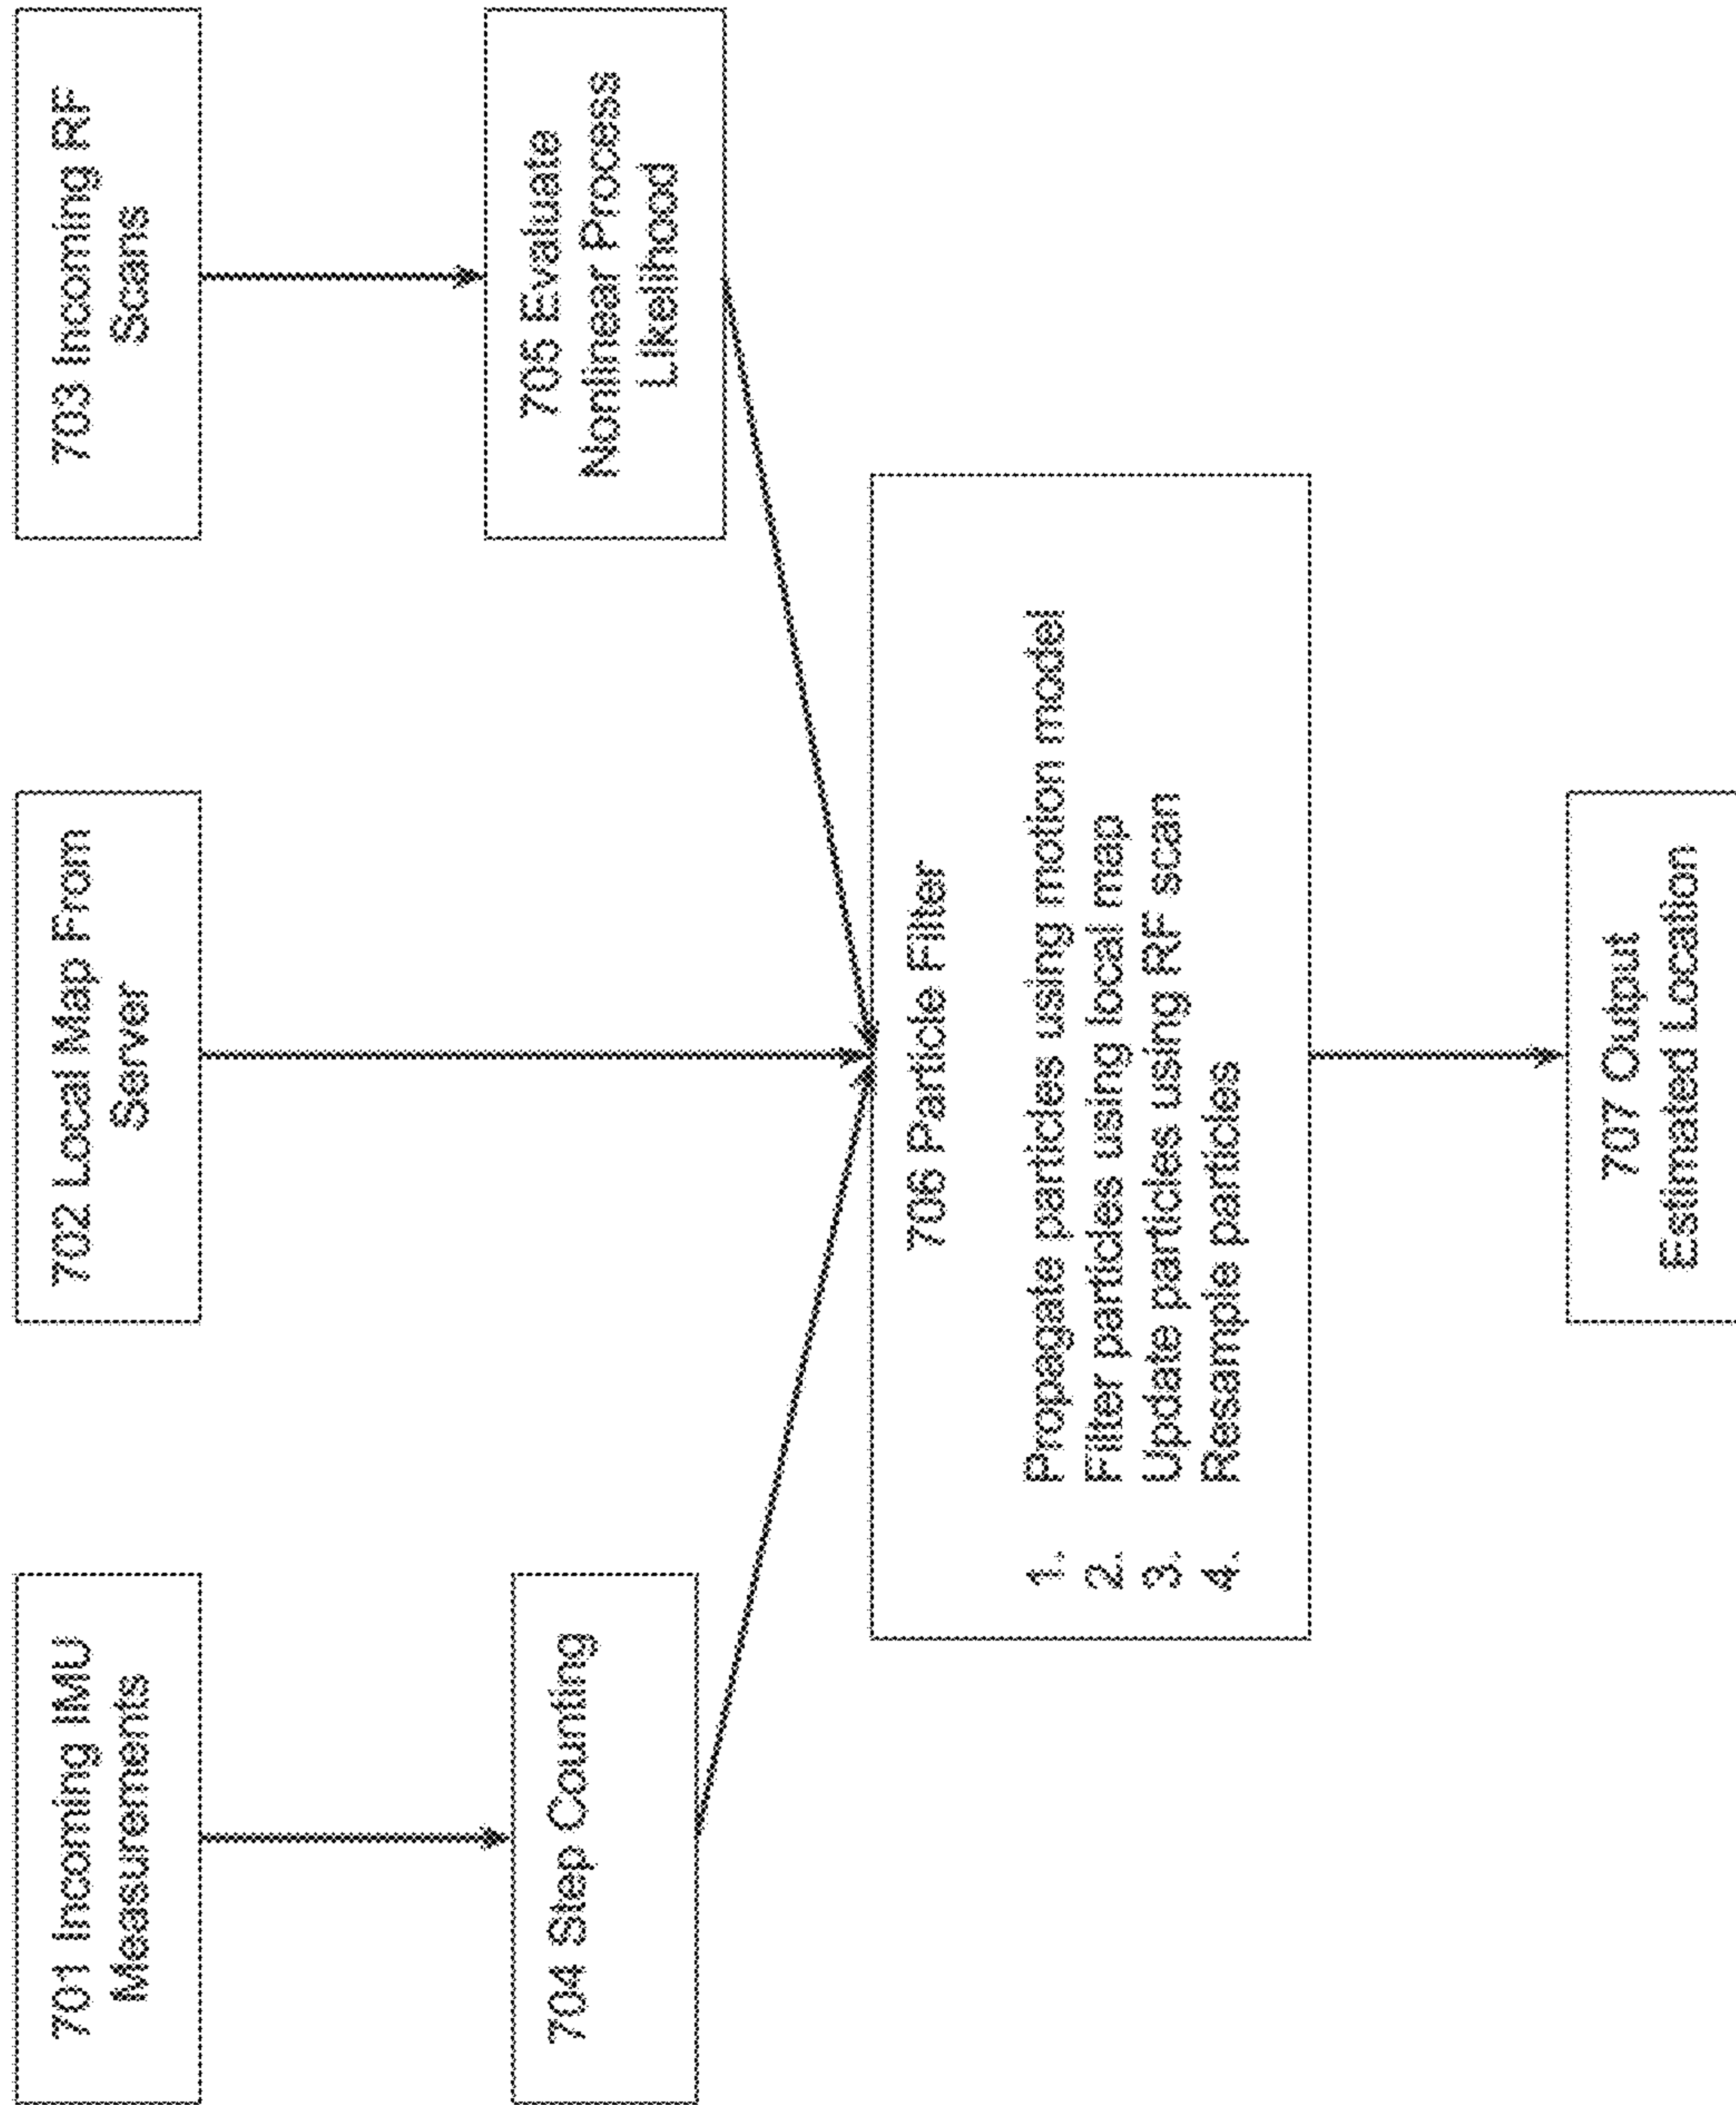 701 Incoming IMU
Measurements
702 Local Map From
Server
703 Incoming RF
Scans
704 Step Counting
705 Evaluate
Nonlinear Process
Likelihood
706 Particle Filter
1. Propagate particles using motion model
2. Filter particles using local map
3. Update particles using RF scan
4. Resample particles
707 Output
Estimated Location